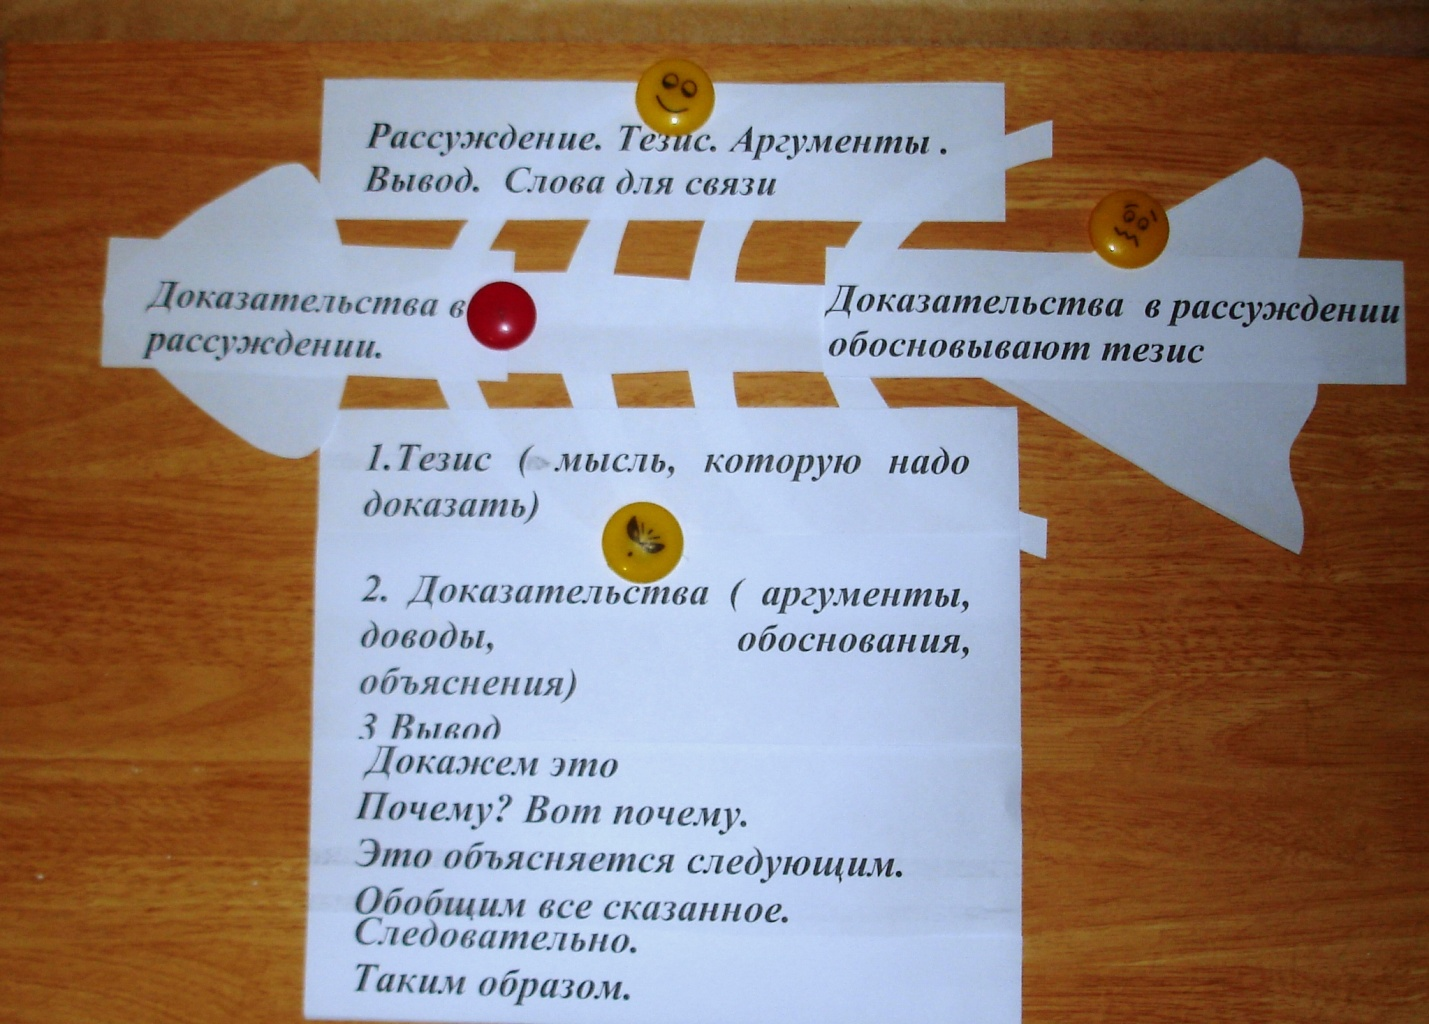 Рассуждение. Тезис. Аргументы .
Вывод. Слова для связи
Доказательства в
рассуждении.
Доказательства в рассуждении
обосновывают тезис
1.Тезис ( мысль, которую надо
доказать)
2. Доказательства ( аргументы,
доводы, обоснования,
объяснения)
3 Вывод
Докажем это
Почему? Вот почему.
Это объясняется следующим.
Обобщим все сказанное.
Следовательно.
Таким образом.